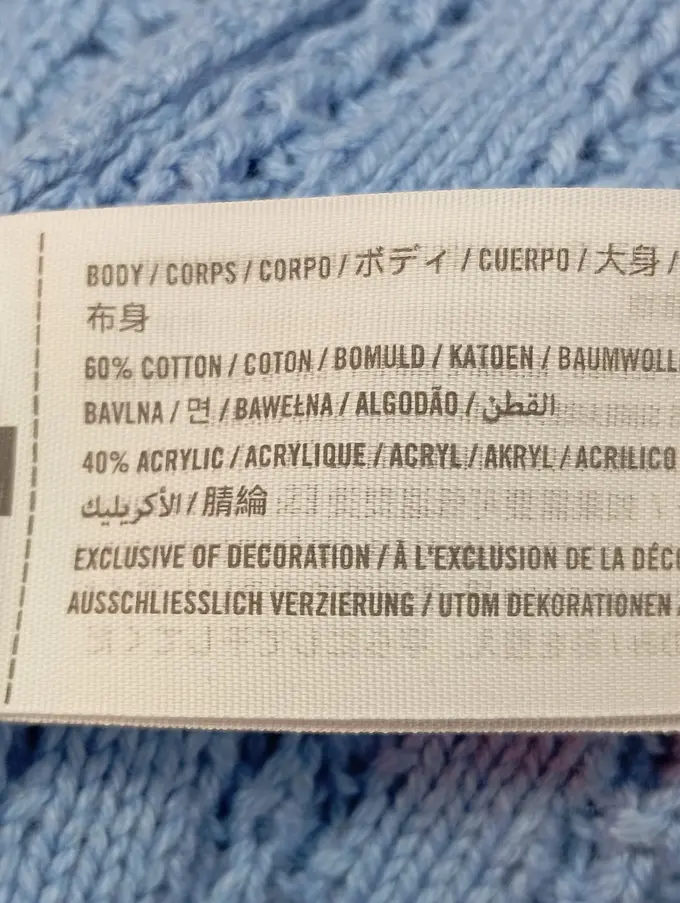 BODY / CORPS / CORPO / ボディ / CUERPO / 大身 /
布身
60% COTTON / COTON / BOMULD / KATOEN / BAUMWOLL
BAVLNA / 면 / BAWEŁNA / ALGODÃO / القطن
40% ACRYLIC / ACRYLIQUE / ACRYL / AKRYL / ACRILICO
الأكريليك / 腈綸
EXCLUSIVE OF DECORATION / À L'EXCLUSION DE LA DÉCO
AUSSCHLIESSLICH VERZIERUNG / UTOM DEKORATIONEN